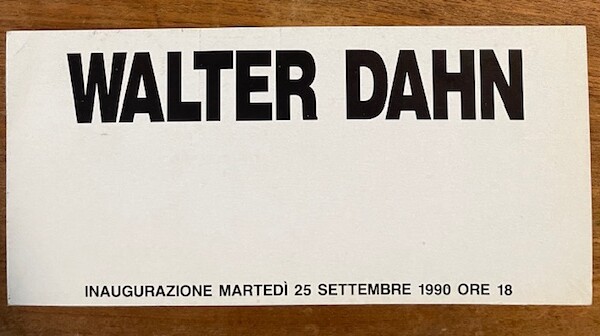 WALTER DAHN
INAUGURAZIONE MARTEDÌ 25 SETTEMBRE 1990 ORE 18